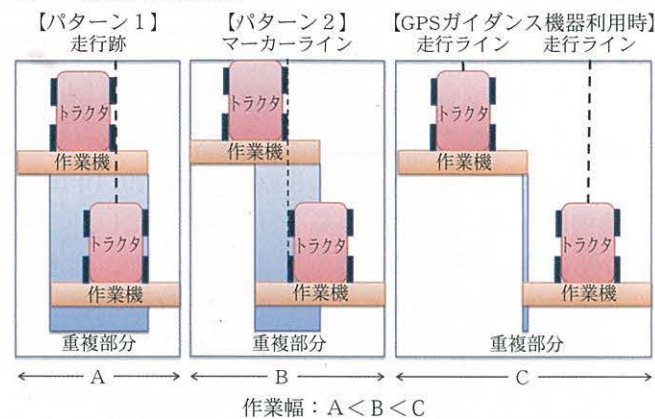 【パターン1】 【パターン2】 【GPSガイダンス機器利用時】
走行跡 マーカーライン 走行ライン 走行ライン
トラクタ トラクタ トラクタ
作業機 作業機 作業機
トラクタ トラクタ トラクタ
作業機 作業機 作業機
重複部分 重複部分 重複部分
A B C
作業幅:A<B<C